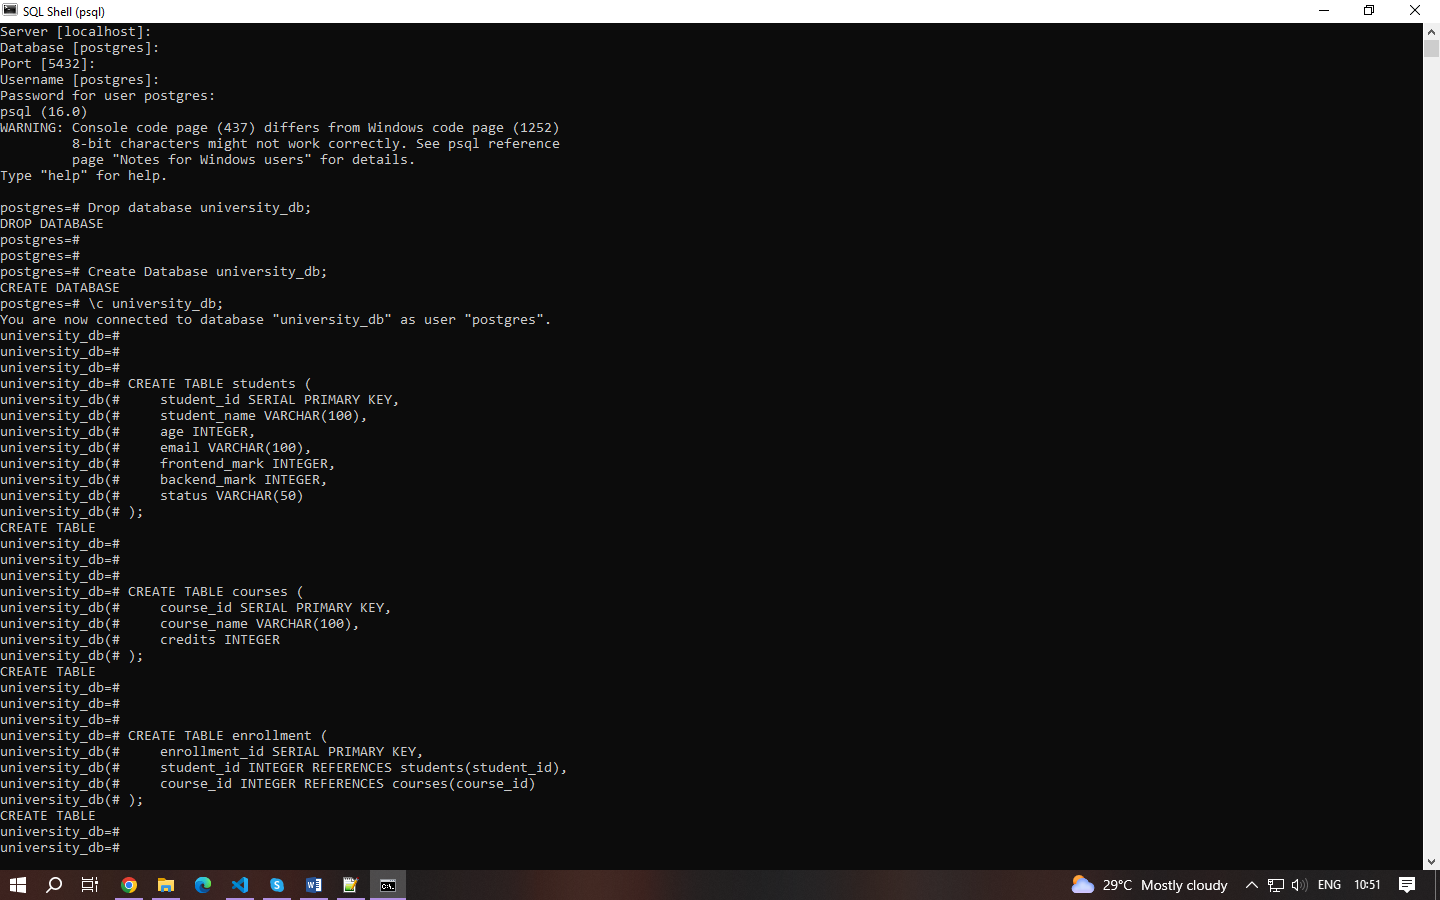 SQL Shell (psql)
Server [localhost]:
Database [postgres]:
Port [5432]:
Username [postgres]:
Password for user postgres:
psql (16.0)
WARNING: Console code page (437) differs from Windows code page (1252)
         8-bit characters might not work correctly. See psql reference
         page "Notes for Windows users" for details.
Type "help" for help.

postgres=# Drop database university_db;
DROP DATABASE
postgres=#
postgres=#
postgres=# Create Database university_db;
CREATE DATABASE
postgres=# \c university_db;
You are now connected to database "university_db" as user "postgres".
university_db=#
university_db=#
university_db=#
university_db=# CREATE TABLE students (
university_db(#     student_id SERIAL PRIMARY KEY,
university_db(#     student_name VARCHAR(100),
university_db(#     age INTEGER,
university_db(#     email VARCHAR(100),
university_db(#     frontend_mark INTEGER,
university_db(#     backend_mark INTEGER,
university_db(#     status VARCHAR(50)
university_db(# );
CREATE TABLE
university_db=#
university_db=#
university_db=#
university_db=# CREATE TABLE courses (
university_db(#     course_id SERIAL PRIMARY KEY,
university_db(#     course_name VARCHAR(100),
university_db(#     credits INTEGER
university_db(# );
CREATE TABLE
university_db=#
university_db=#
university_db=#
university_db=# CREATE TABLE enrollment (
university_db(#     enrollment_id SERIAL PRIMARY KEY,
university_db(#     student_id INTEGER REFERENCES students(student_id),
university_db(#     course_id INTEGER REFERENCES courses(course_id)
university_db(# );
CREATE TABLE
university_db=#
university_db=#
29°C Mostly cloudy ENG 10:51